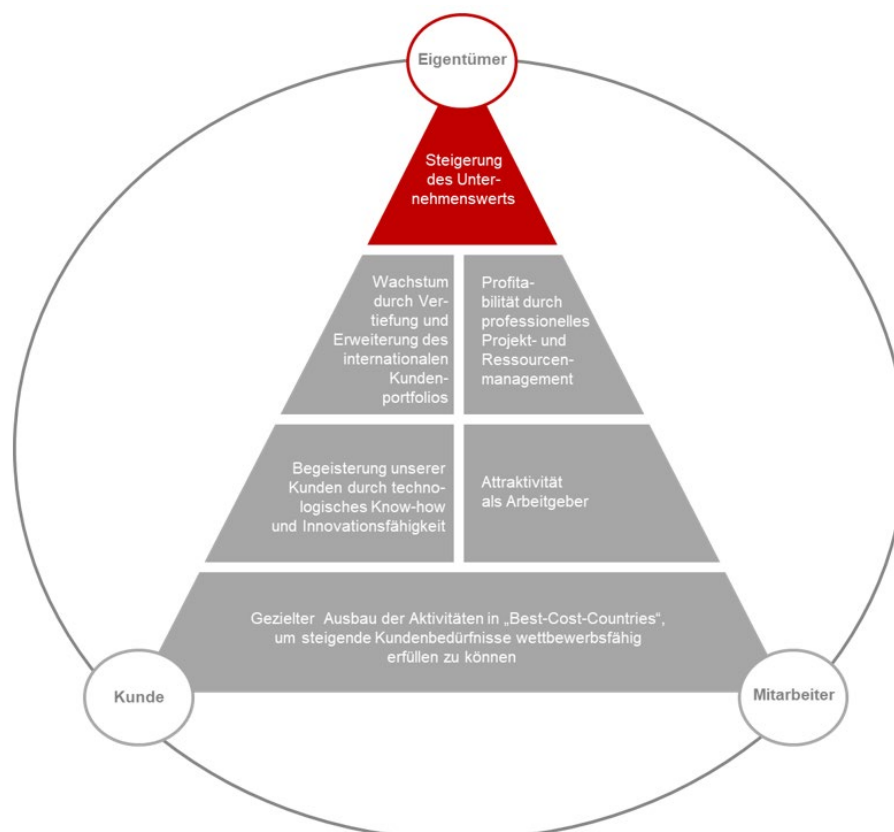 Eigentümer
Steigerung
des Unter-
nehmenswerts
Wachstum
durch Ver-
tiefung und
Erweiterung des
internationalen
Kunden-
portfolios
Profita-
bilität durch
professionelles
Projekt- und
Ressourcen-
management
Begeisterung unserer
Kunden durch techno-
logisches Know-how
und Innovationsfähigkeit
Attraktivität
als Arbeitgeber
Gezielter Ausbau der Aktivitäten in „Best-Cost-Countries“,
um steigende Kundenbedürfnisse wettbewerbsfähig
erfüllen zu können
Kunde
Mitarbeiter